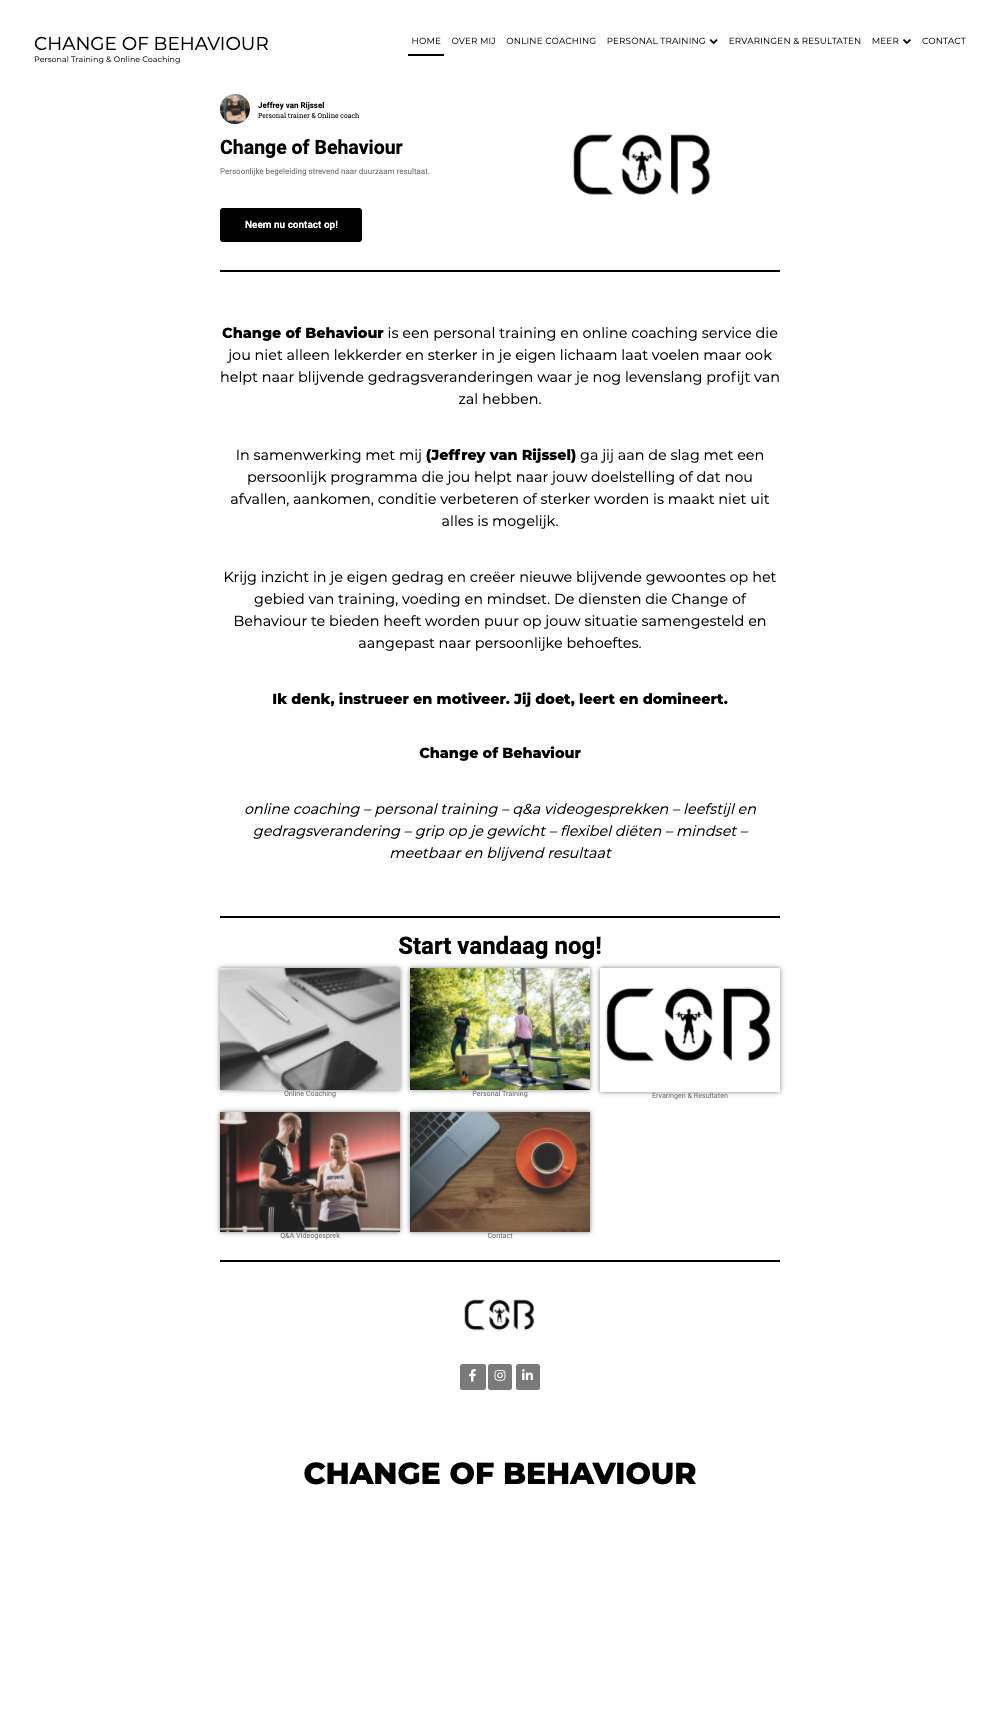 CHANGE OF BEHAVIOUR
Personal Training & Online Coaching
HOME OVER MIJ ONLINE COACHING PERSONAL TRAINING ERVARINGEN & RESULTATEN MEER CONTACT
Jeffrey van Rijssel
Personal trainer & Online coach
Change of Behaviour
Persoonlijke begeleiding strevend naar duurzaam resultaat.
COB
Neem nu contact op!
Change of Behaviour is een personal training en online coaching service die
jou niet alleen lekkerder en sterker in je eigen lichaam laat voelen maar ook
helpt naar blijvende gedragsveranderingen waar je nog levenslang profijt van
zal hebben.
In samenwerking met mij (Jeffrey van Rijssel) ga jij aan de slag met een
persoonlijk programma die jou helpt naar jouw doelstelling of dat nou
afvallen, aankomen, conditie verbeteren of sterker worden is maakt niet uit
alles is mogelijk.
Krijg inzicht in je eigen gedrag en creëer nieuwe blijvende gewoontes op het
gebied van training, voeding en mindset. De diensten die Change of
Behaviour te bieden heeft worden puur op jouw situatie samengesteld en
aangepast naar persoonlijke behoeftes.
Ik denk, instrueer en motiveer. Jij doet, leert en domineert.
Change of Behaviour
online coaching – personal training – q&a videogesprekken – leefstijl en
gedragsverandering – grip op je gewicht – flexibel diëten – mindset –
meetbaar en blijvend resultaat
Start vandaag nog!
COB
Online Coaching
Personal Training
Ervaringen & Resultaten
Q&A Videogesprek
Contact
COB
CHANGE OF BEHAVIOUR